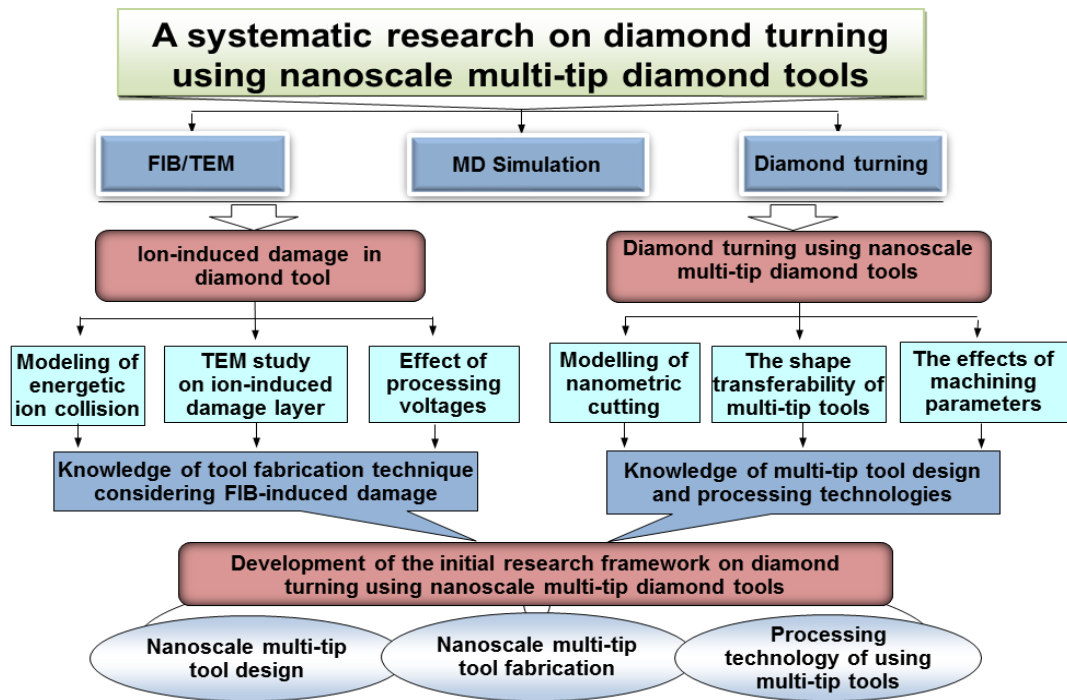 A systematic research on diamond turning
using nanoscale multi-tip diamond tools
FIB/TEM
MD Simulation
Diamond turning
Ion-induced damage in
diamond tool
Diamond turning using nanoscale
multi-tip diamond tools
Modeling of
energetic
ion collision
TEM study
on ion-induced
damage layer
Effect of
processing
voltages
Modelling of
nanometric
cutting
The shape
transferability of
multi-tip tools
The effects of
machining
parameters
Knowledge of tool fabrication technique
considering FIB-induced damage
Knowledge of multi-tip tool design
and processing technologies
Development of the initial research framework on diamond
turning using nanoscale multi-tip diamond tools
Nanoscale multi-tip
tool design
Nanoscale multi-tip
tool fabrication
Processing
technology of using
multi-tip tools